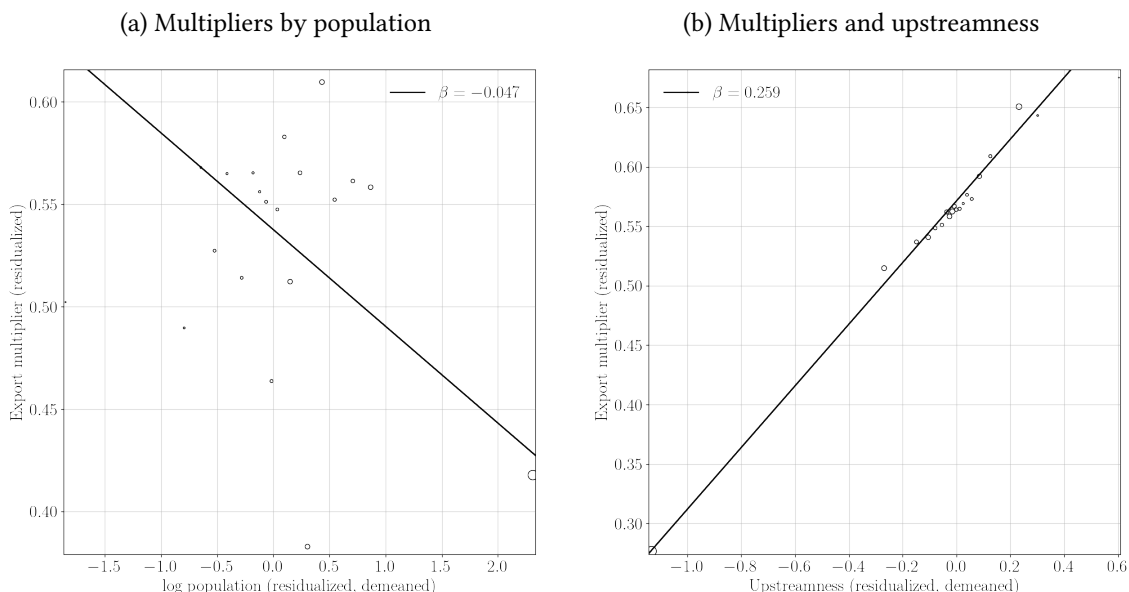 (a) Multipliers by population
β = −0.047
Export multiplier (residualized)
0.60
0.55
0.50
0.45
0.40
−1.5 −1.0 −0.5 0.0 0.5 1.0 1.5 2.0
log population (residualized, demeaned)
(b) Multipliers and upstreamness
β = 0.259
Export multiplier (residualized)
0.65
0.60
0.55
0.50
0.45
0.40
0.35
0.30
−1.0 −0.8 −0.6 −0.4 −0.2 0.0 0.2 0.4 0.6
Upstreamness (residualized, demeaned)